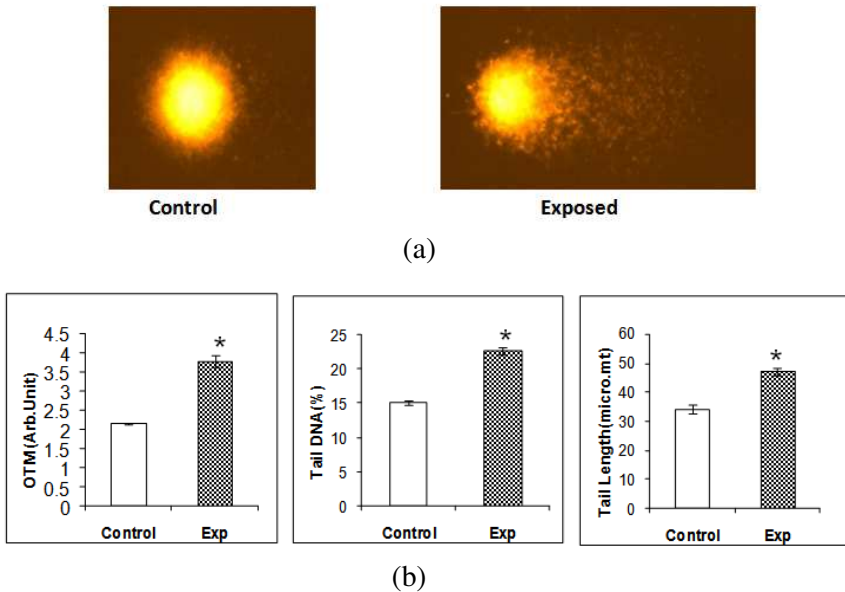 Control
Exposed
(a)
OTM(Arb.Unit)
4.5
4
3.5
3
2.5
2
1.5
1
0.5
0
*
Control Exp
Tail DNA(%)
25
20
15
10
5
0
*
Control Exp
Tail Length(micro.mt)
60
50
40
30
20
10
0
*
Control Exp
(b)